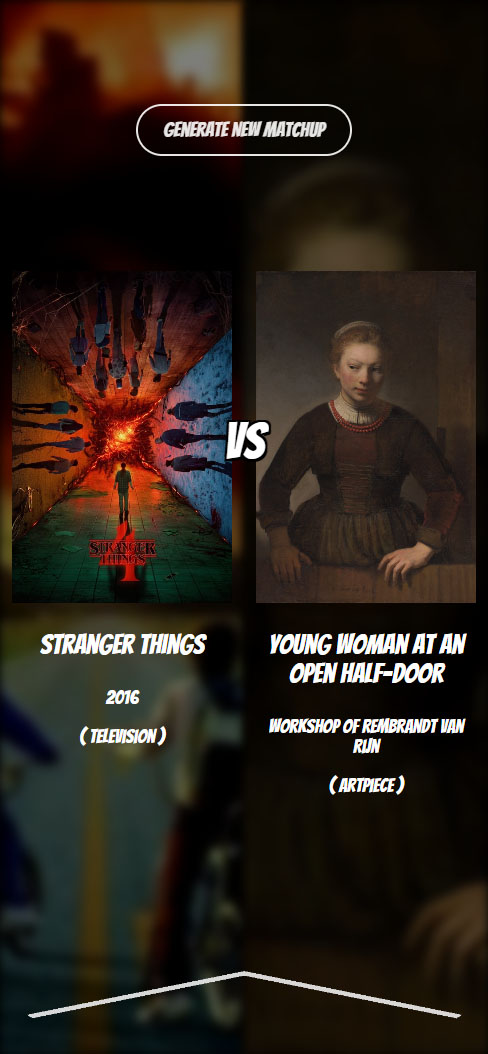 GENERATE NEW MATCHUP
STRANGER
THINGS
4
VS
STRANGER THINGS
2016
( TELEVISION )
YOUNG WOMAN AT AN
OPEN HALF-DOOR
WORKSHOP OF REMBRANDT VAN
RIJN
( ARTPIECE )